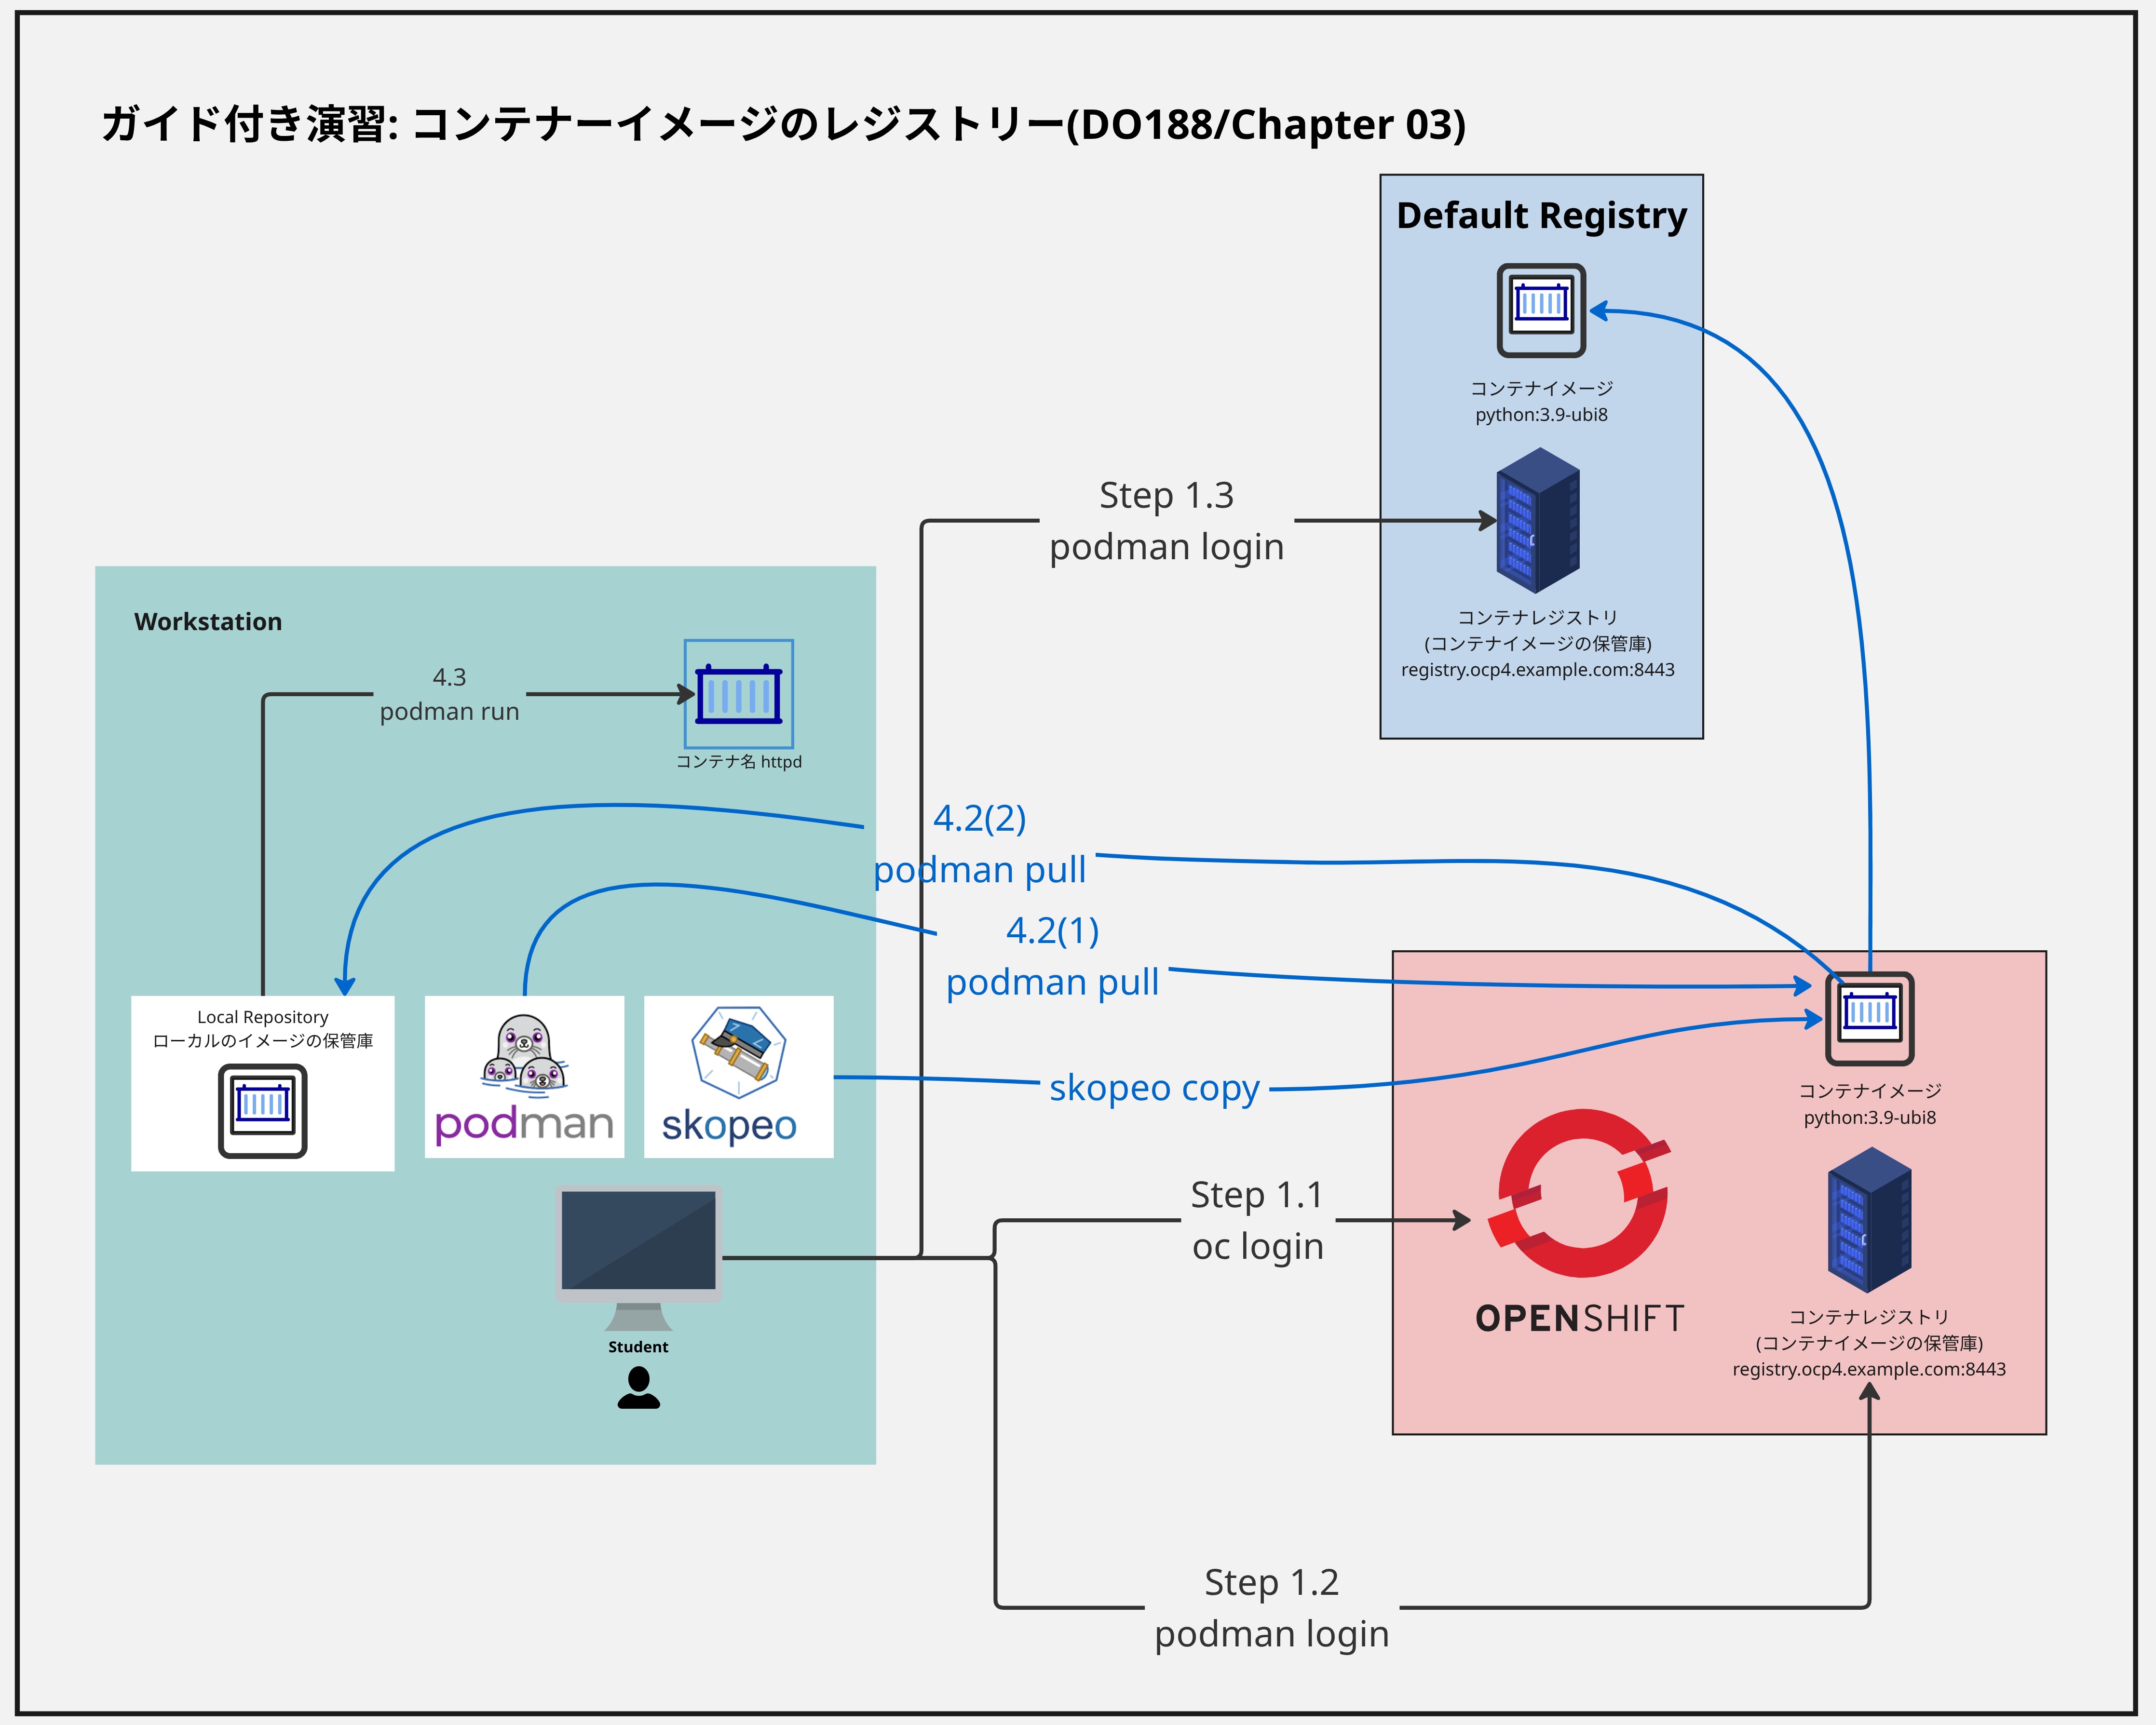 ガイド付き演習: コンテナーイメージのレジストリー(DO188/Chapter 03)
Default Registry
コンテナイメージ
python:3.9-ubi8
Step 1.3
podman login
コンテナレジストリ
(コンテナイメージの保管庫)
registry.ocp4.example.com:8443
Workstation
4.3
podman run
コンテナ名 httpd
4.2(2)
podman pull
4.2(1)
podman pull
Local Repository
ローカルのイメージの保管庫
podman
skopeo
skopeo copy
コンテナイメージ
python:3.9-ubi8
Step 1.1
oc login
OPENSHIFT
コンテナレジストリ
(コンテナイメージの保管庫)
registry.ocp4.example.com:8443
Student
Step 1.2
podman login